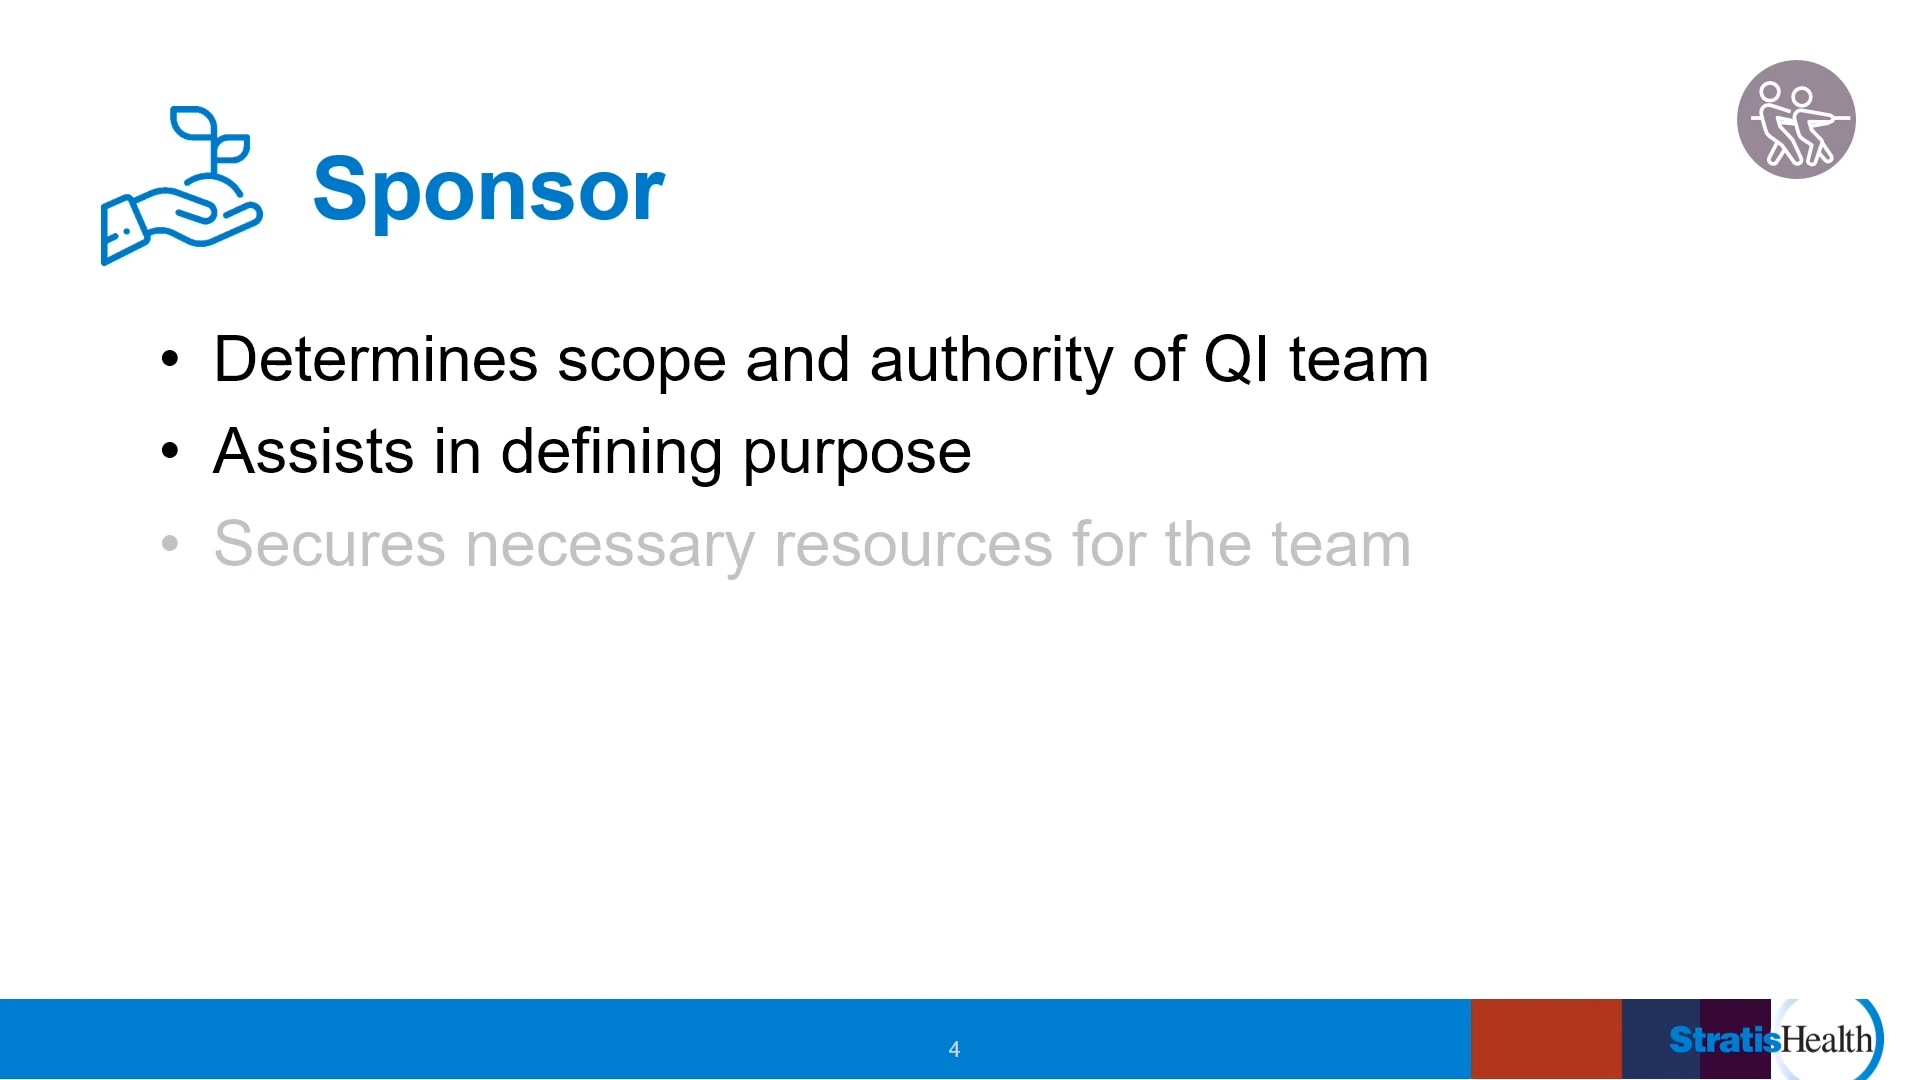 Sponsor
• Determines scope and authority of QI team
• Assists in defining purpose
• Secures necessary resources for the team
4
StratisHealth